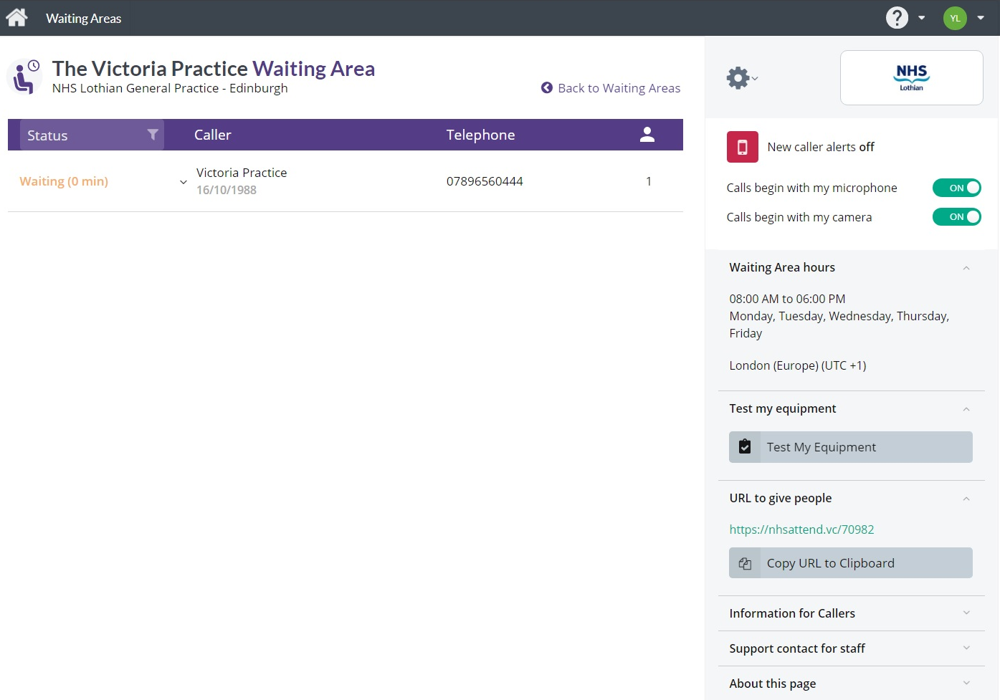 Waiting Areas
?
YL
The Victoria Practice Waiting Area
NHS Lothian General Practice - Edinburgh
Back to Waiting Areas
NHS
Lothian
Status
Caller
Telephone
Waiting (0 min)
Victoria Practice
16/10/1988
07896560444
1
New caller alerts off
Calls begin with my microphone
ON
Calls begin with my camera
ON
Waiting Area hours
08:00 AM to 06:00 PM
Monday, Tuesday, Wednesday, Thursday,
Friday
London (Europe) (UTC +1)
Test my equipment
Test My Equipment
URL to give people
https://nhsattend.vc/70982
Copy URL to Clipboard
Information for Callers
Support contact for staff
About this page